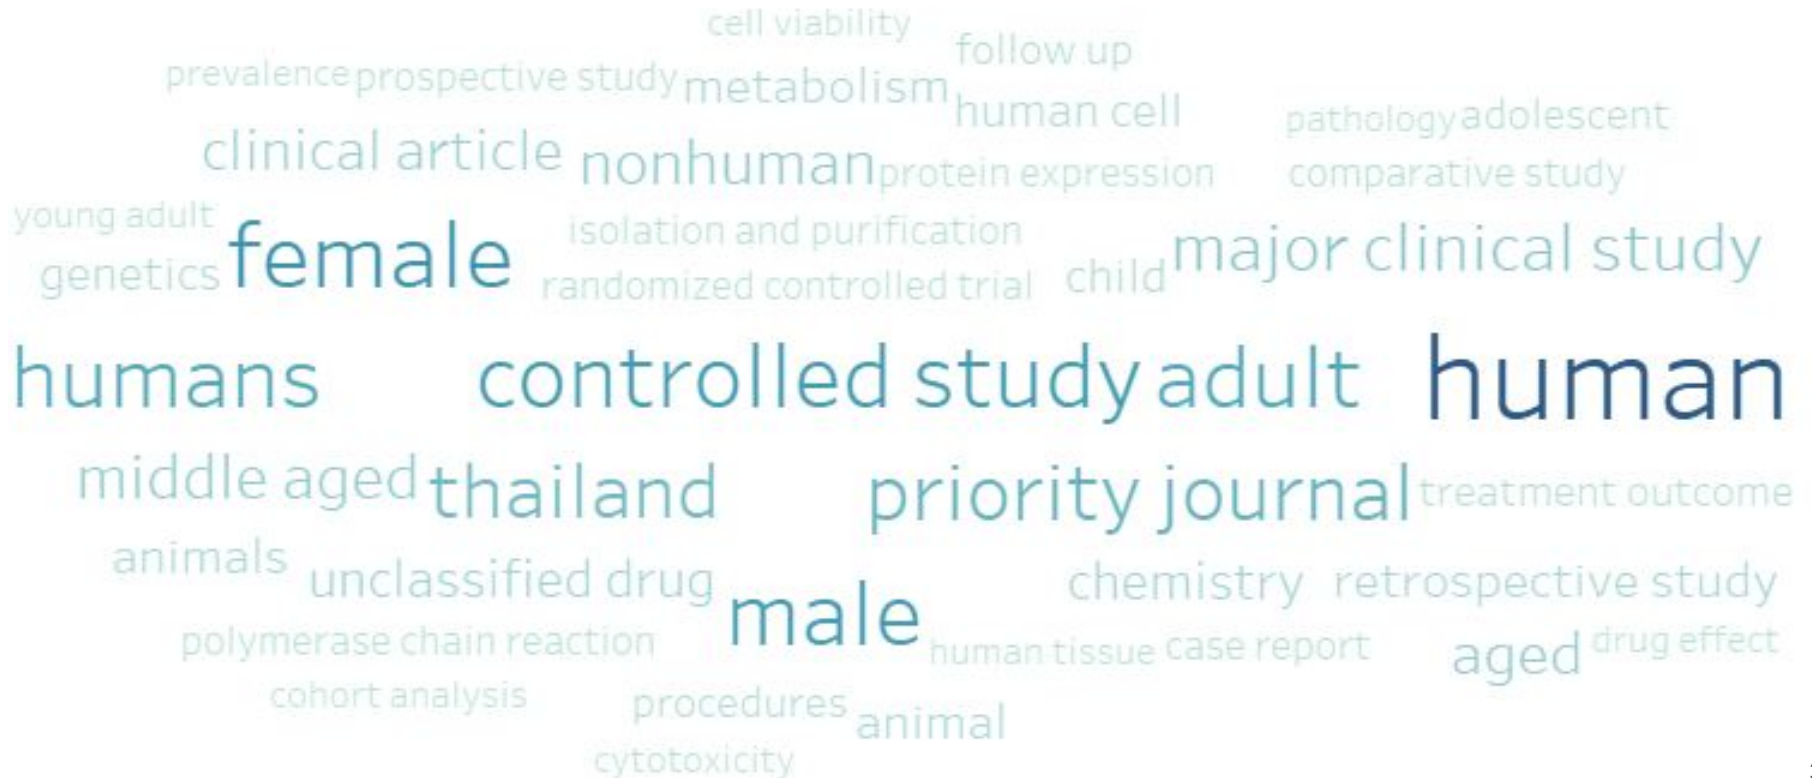 cell viability
follow up
prevalence prospective study metabolism
human cell
pathology adolescent
clinical article nonhuman protein expression comparative study
young adult
female isolation and purification major clinical study
genetics randomized controlled trial child
humans controlled study adult human
middle aged thailand priority journal treatment outcome
animals unclassified drug chemistry retrospective study
male
polymerase chain reaction human tissue case report aged drug effect
cohort analysis procedures animal
cytotoxicity